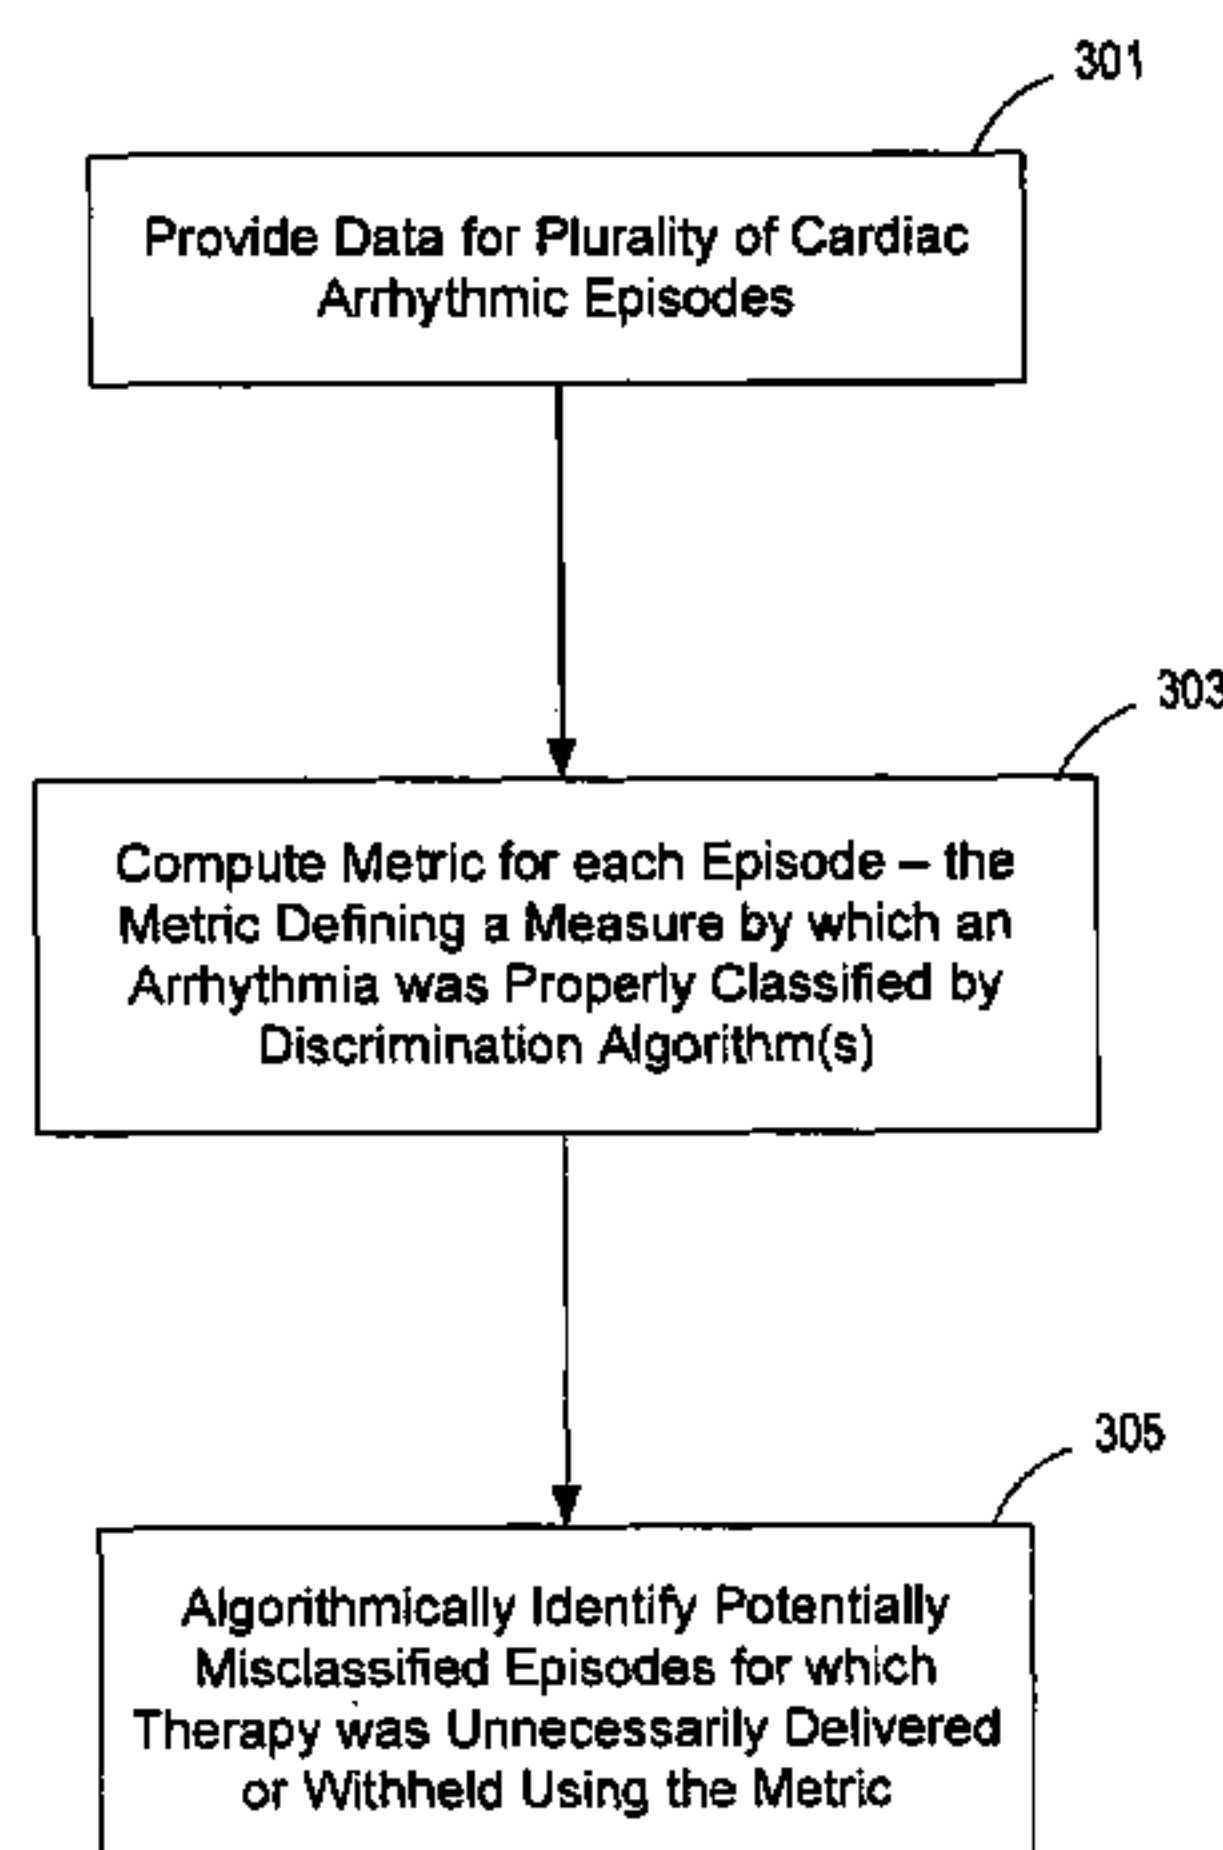 301
Provide Data for Plurality of Cardiac
Arrhythmic Episodes
303
Compute Metric for each Episode – the
Metric Defining a Measure by which an
Arrhythmia was Properly Classified by
Discrimination Algorithm(s)
305
Algorithmically Identify Potentially
Misclassified Episodes for which
Therapy was Unnecessarily Delivered
or Withheld Using the Metric